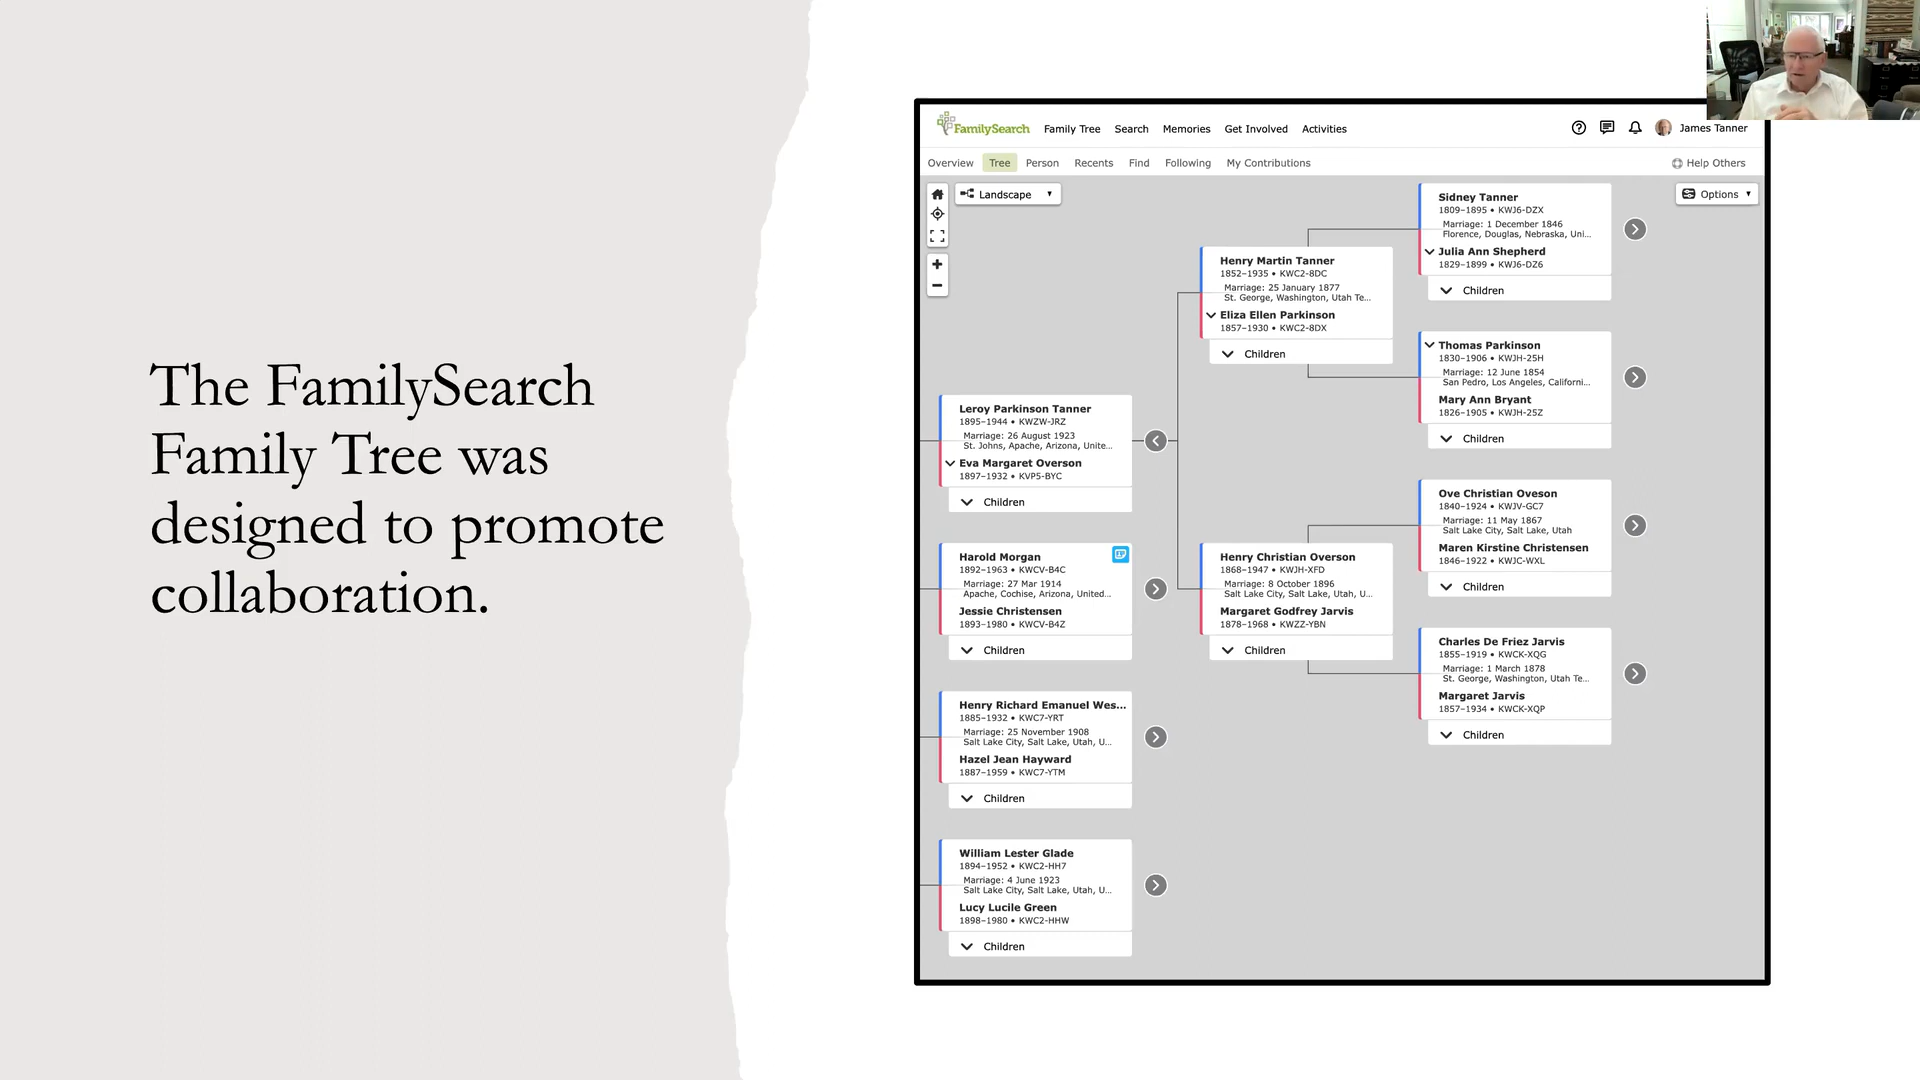 The FamilySearch
Family Tree was
designed to promote
collaboration.
FamilySearch Family Tree Search Memories Get Involved Activities James Tanner
Overview Tree Person Recents Find Following My Contributions Help Others
Landscape
Options
Leroy Parkinson Tanner
1895–1944 • KWZW-JRZ
Marriage: 26 August 1923
St. Johns, Apache, Arizona, Unite...
Eva Margaret Overson
1897–1932 • KVP5-BYC
Children
Harold Morgan
1892–1963 • KWCV-B4C
Marriage: 27 Mar 1914
Apache, Cochise, Arizona, United...
Jessie Christensen
1893–1980 • KWCV-B4Z
Children
Henry Richard Emanuel Wes...
1885–1932 • KWC7-YRT
Marriage: 25 November 1908
Salt Lake City, Salt Lake, Utah, U...
Hazel Jean Hayward
1887–1959 • KWC7-YTM
Children
William Lester Glade
1894–1952 • KWC2-HH7
Marriage: 4 June 1923
Salt Lake City, Salt Lake, Utah, U...
Lucy Lucile Green
1898–1980 • KWC2-HHW
Children
Henry Martin Tanner
1852–1935 • KWC2-8DC
Marriage: 25 January 1877
St. George, Washington, Utah Te...
Eliza Ellen Parkinson
1857–1930 • KWC2-8DX
Children
Henry Christian Overson
1868–1947 • KWJH-XFD
Marriage: 8 October 1896
Salt Lake City, Salt Lake, Utah, U...
Margaret Godfrey Jarvis
1878–1968 • KWZZ-YBN
Children
Sidney Tanner
1809–1895 • KWJ6-DZX
Marriage: 1 December 1846
Florence, Douglas, Nebraska, Uni...
Julia Ann Shepherd
1829–1899 • KWJ6-DZ6
Children
Thomas Parkinson
1830–1906 • KWJH-25H
Marriage: 12 June 1854
San Pedro, Los Angeles, Californi...
Mary Ann Bryant
1826–1905 • KWJH-25Z
Children
Ove Christian Oveson
1840–1924 • KWJV-GC7
Marriage: 11 May 1867
Salt Lake City, Salt Lake, Utah
Maren Kirstine Christensen
1846–1922 • KWJC-WXL
Children
Charles De Friez Jarvis
1855–1919 • KWCK-XQG
Marriage: 1 March 1878
St. George, Washington, Utah Te...
Margaret Jarvis
1857–1934 • KWCK-XQP
Children